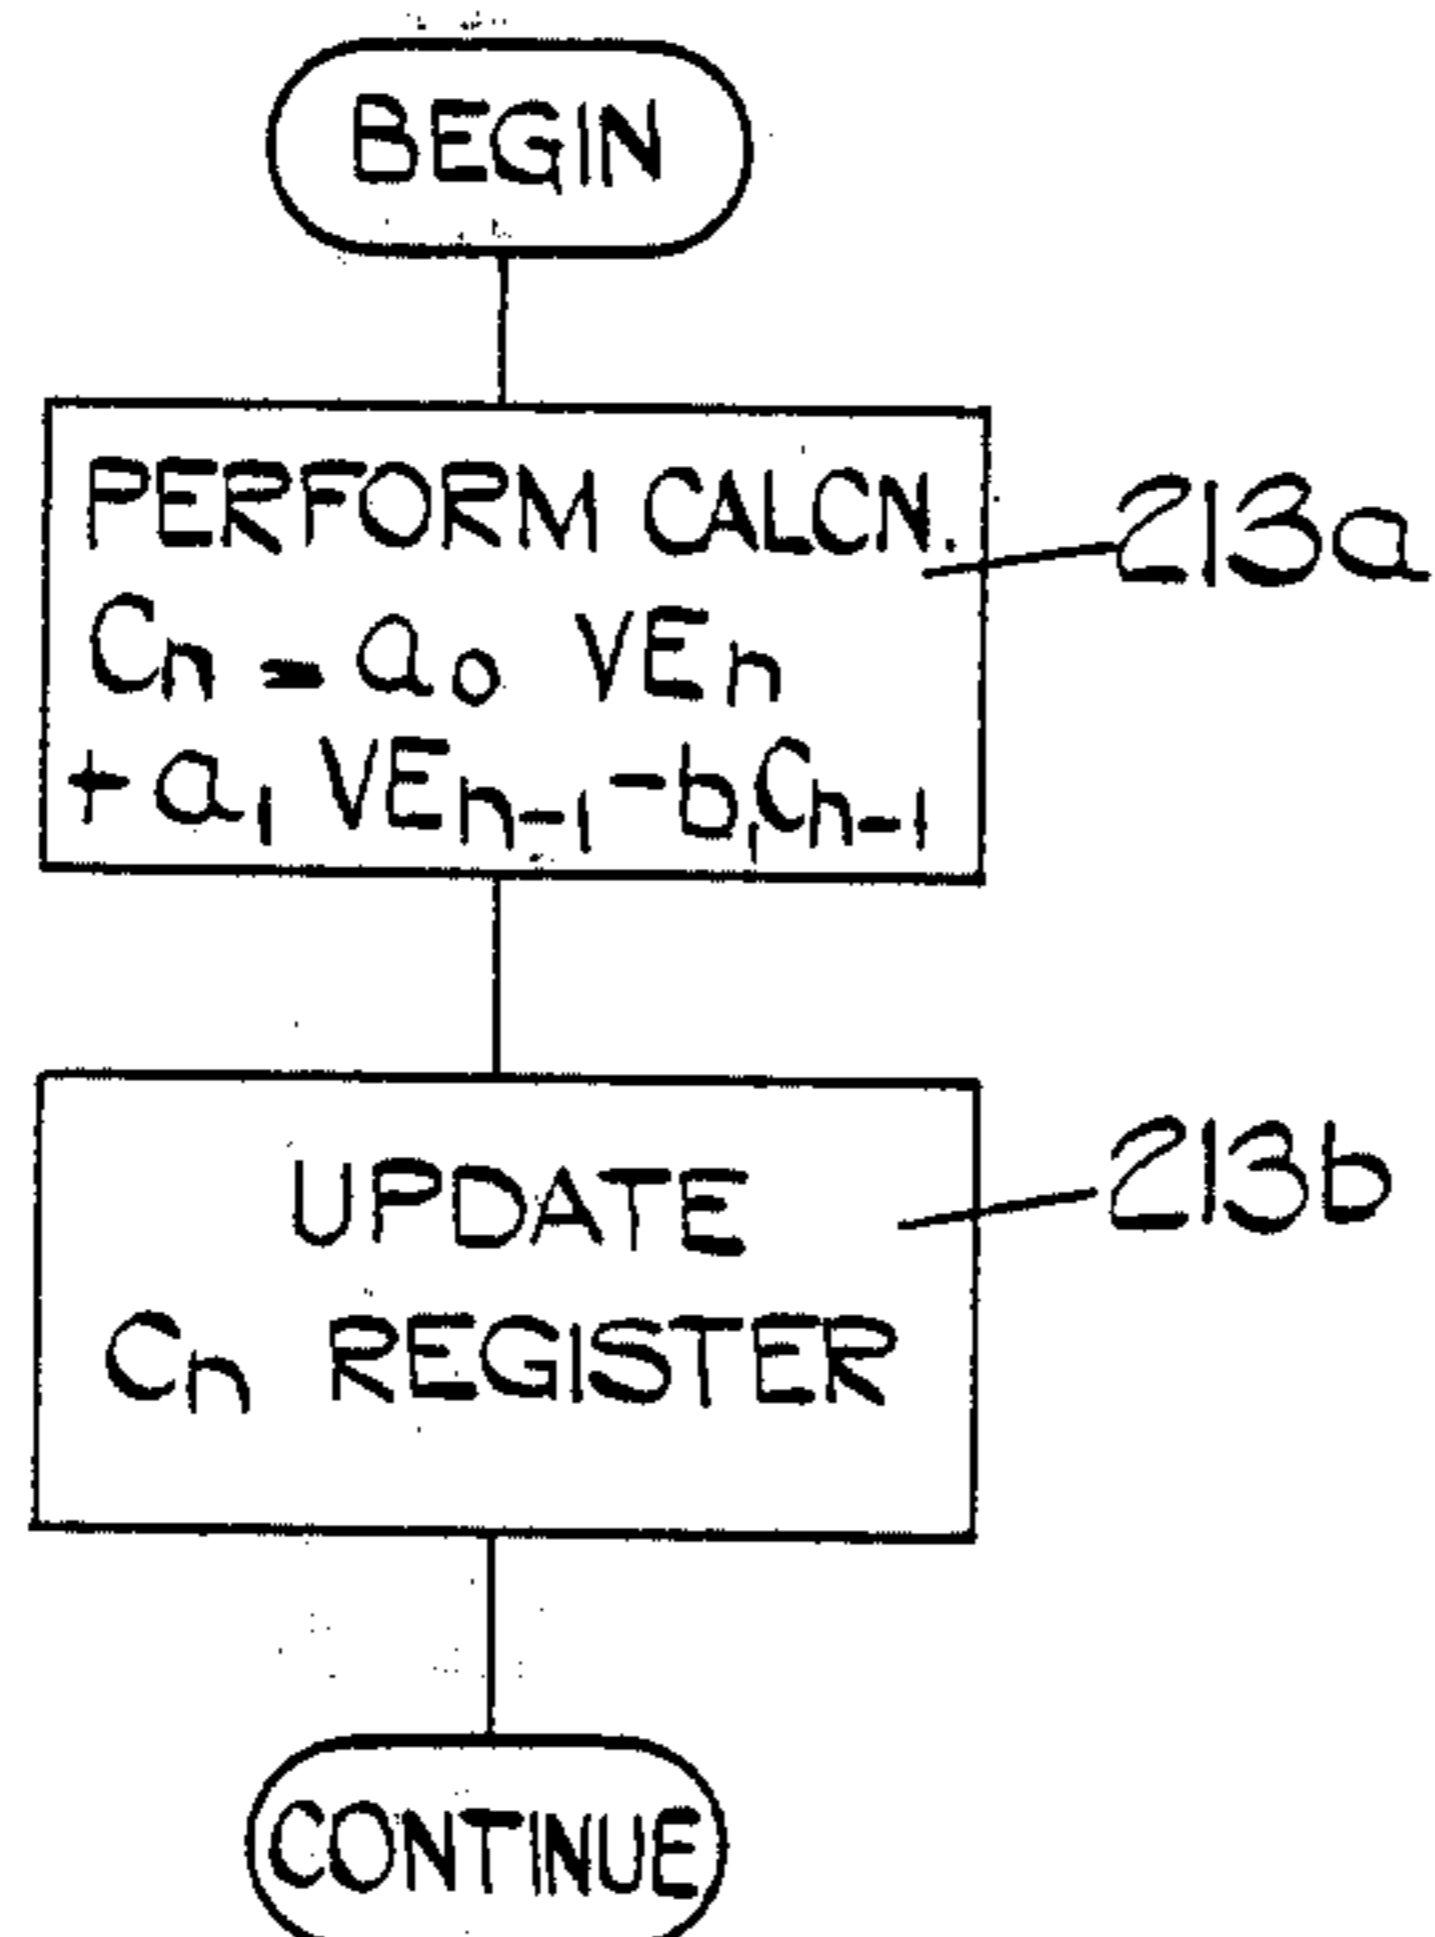 BEGIN
PERFORM CALCN.
Cn = a0 VEn
+ a1 VEn-1 - b1Cn-1
213a
UPDATE
Cn REGISTER
213b
CONTINUE